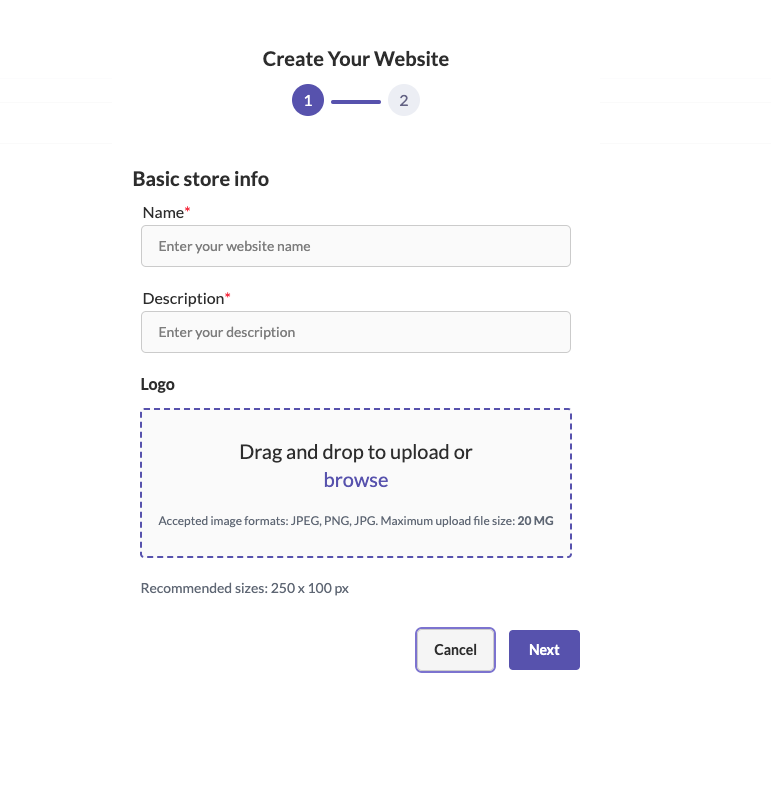 Create Your Website
1 2
Basic store info
Name*
Enter your website name
Description*
Enter your description
Logo
Drag and drop to upload or
browse
Accepted image formats: JPEG, PNG, JPG. Maximum upload file size: 20 MG
Recommended sizes: 250 x 100 px
Cancel Next